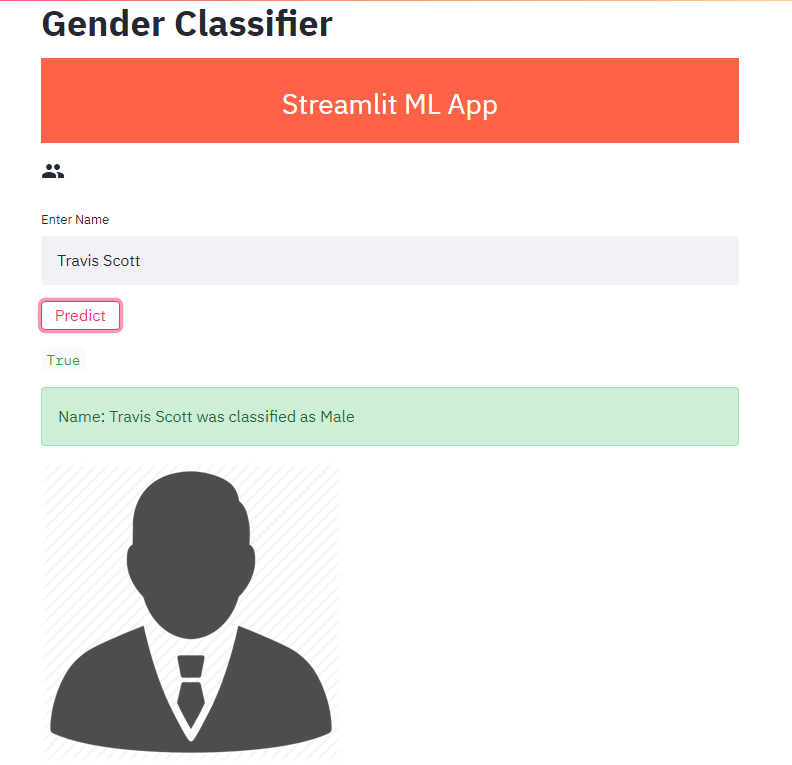 Gender Classifier
Streamlit ML App
Enter Name
Travis Scott
Predict
True
Name: Travis Scott was classified as Male